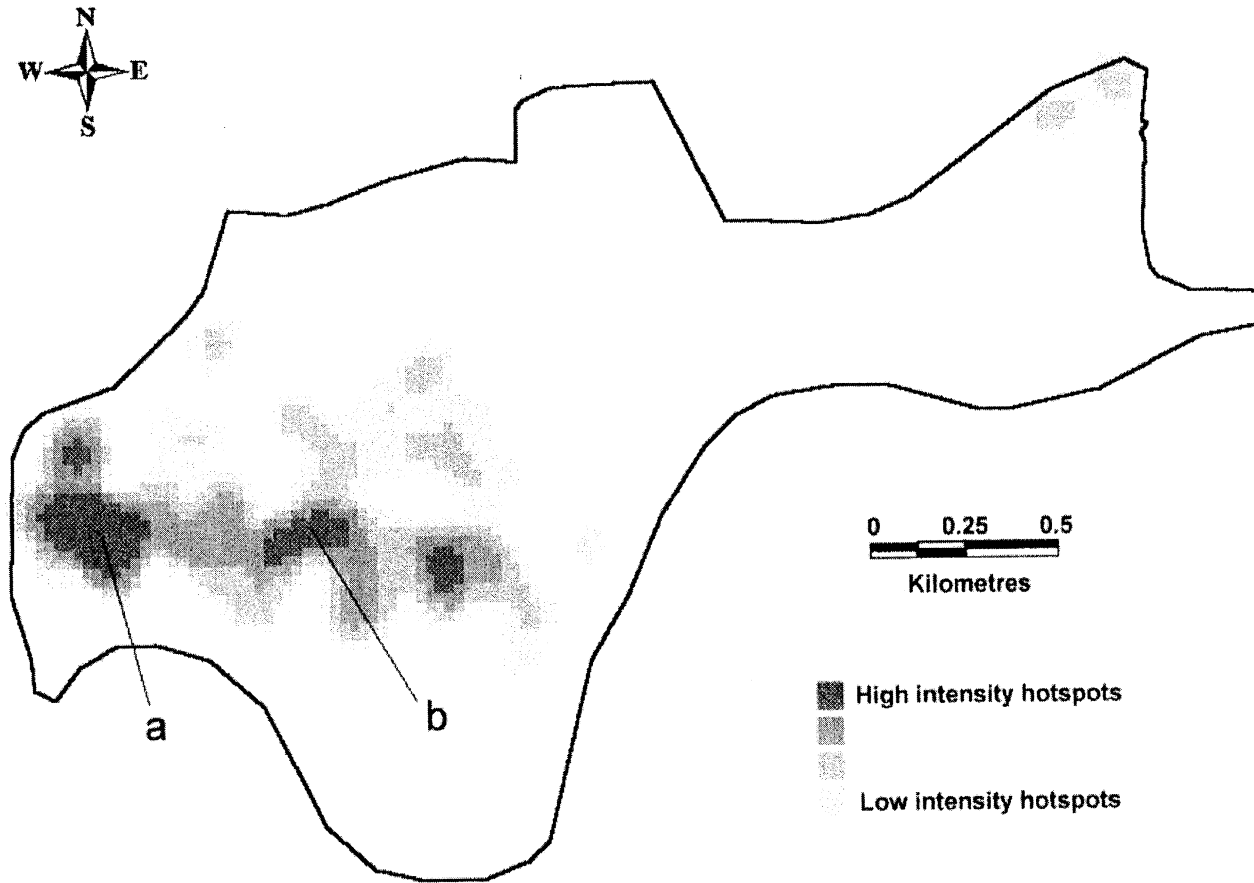 N
W E
S
0 0.25 0.5
Kilometres
High intensity hotspots
Low intensity hotspots
a
b